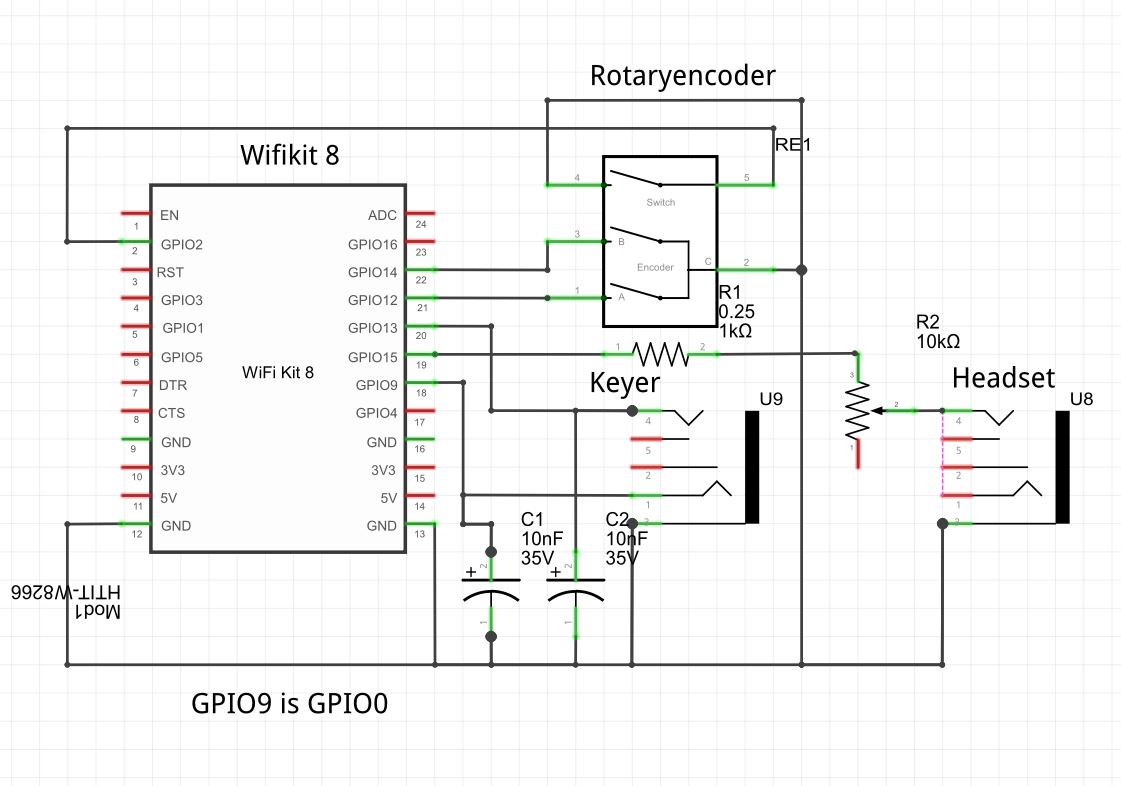 Rotaryencoder
Wifikit 8
RE1
4
5
Switch
3
B
C
2
Encoder
1
A
EN
1
GPIO2
2
RST
3
GPIO3
4
GPIO1
5
GPIO5
6
DTR
7
CTS
8
GND
9
3V3
10
5V
11
GND
12
WiFi Kit 8
ADC
24
GPIO16
23
GPIO14
22
GPIO12
21
GPIO13
20
GPIO15
19
GPIO9
18
GPIO4
17
GND
16
3V3
15
5V
14
GND
13
R1
0.25
1kΩ
1
2
R2
10kΩ
3
2
1
Keyer
U9
4
5
2
1
3
Headset
U8
4
5
2
1
3
C1
10nF
35V
+
2
1
C2
10nF
35V
+
2
1
Mod1
HTIT-W8266
GPIO9 is GPIO0